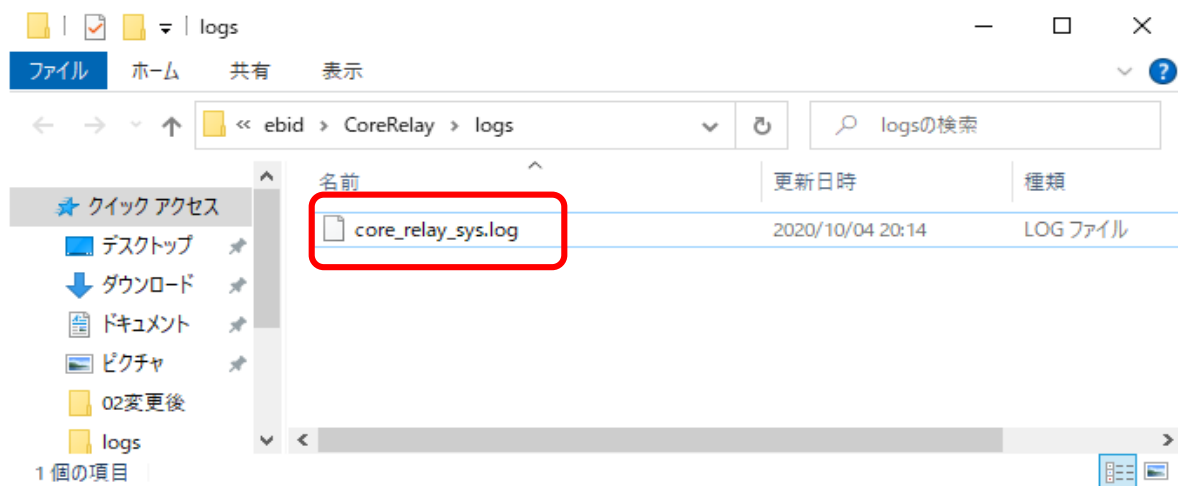 logs
ファイル ホーム 共有 表示
« ebid › CoreRelay › logs logsの検索
名前 更新日時 種類
クイック アクセス
core_relay_sys.log 2020/10/04 20:14 LOG ファイル
デスクトップ
ダウンロード
ドキュメント
ピクチャ
02変更後
logs
1 個の項目